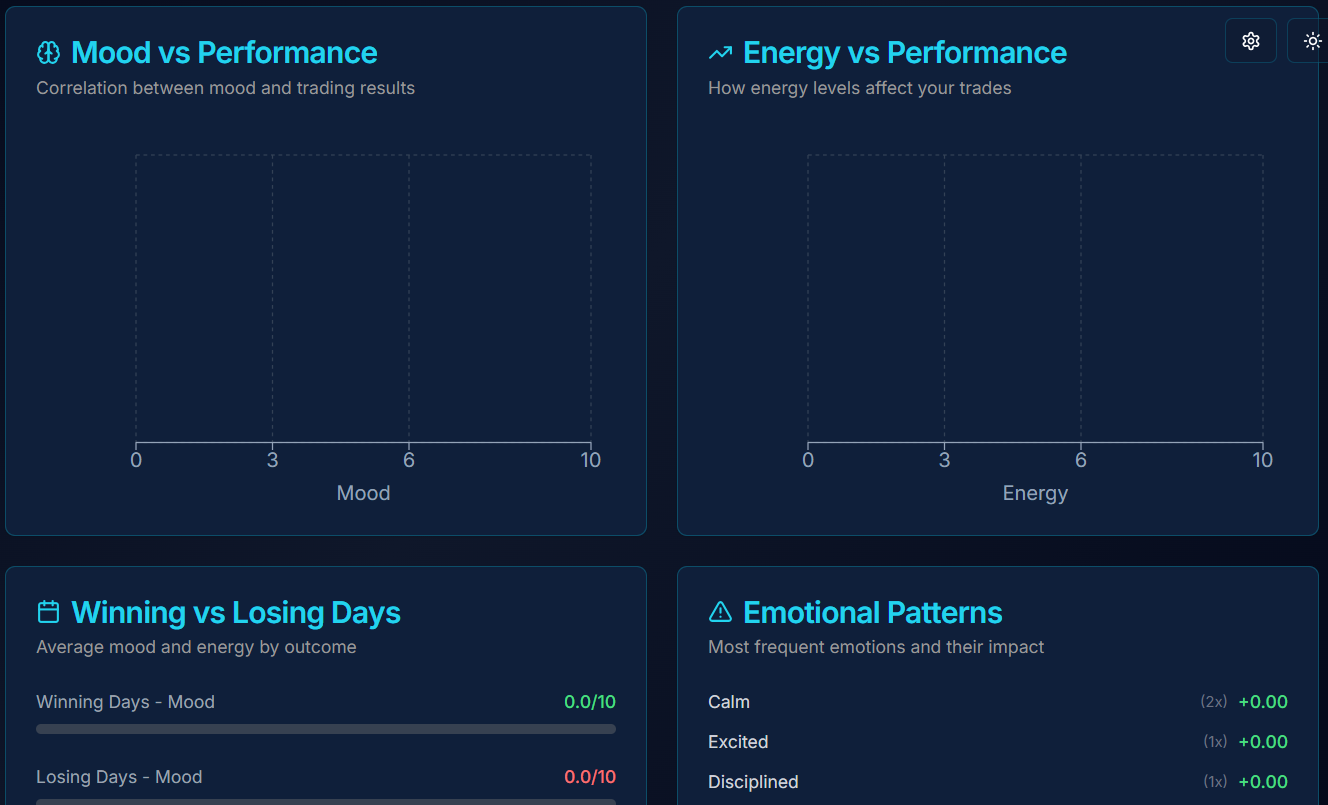 Mood vs Performance
Correlation between mood and trading results
0 3 6 10
Mood
Energy vs Performance
How energy levels affect your trades
0 3 6 10
Energy
Winning vs Losing Days
Average mood and energy by outcome
Winning Days - Mood 0.0/10
Losing Days - Mood 0.0/10
Emotional Patterns
Most frequent emotions and their impact
Calm (2x) +0.00
Excited (1x) +0.00
Disciplined (1x) +0.00